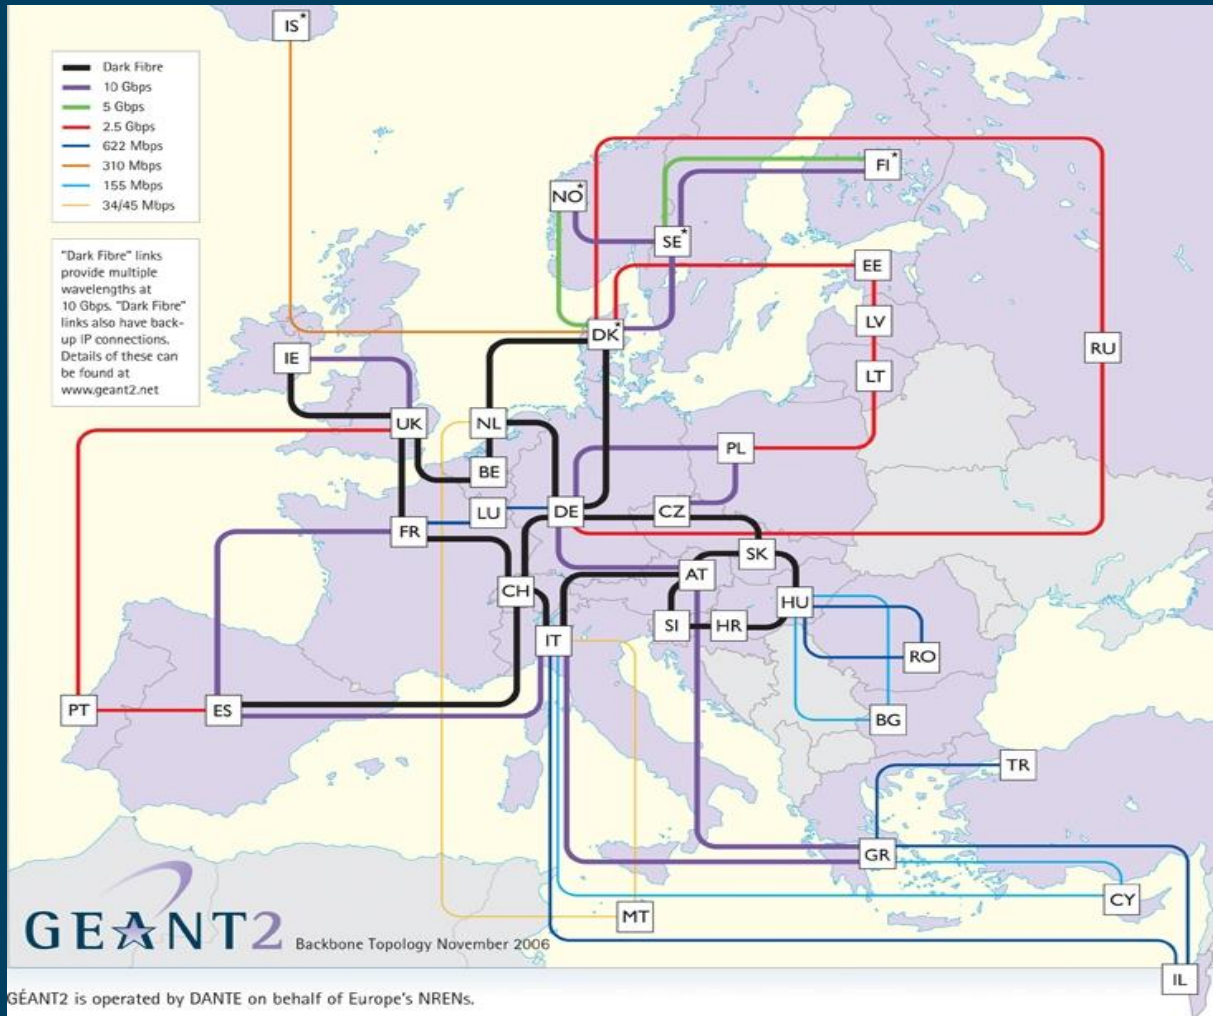 IS*
Dark Fibre
10 Gbps
5 Gbps
2.5 Gbps
622 Mbps
310 Mbps
155 Mbps
34/45 Mbps
"Dark Fibre" links
provide multiple
wavelengths at
10 Gbps. "Dark Fibre"
links also have back-
up IP connections.
Details of these can
be found at
www.geant2.net
FI*
NO*
SE*
EE
LV
DK*
RU
IE
LT
UK
NL
PL
BE
LU
DE
CZ
FR
SK
AT
CH
HU
SI
HR
IT
RO
PT
ES
BG
TR
GR
CY
MT
GEANT2
Backbone Topology November 2006
IL
GÉANT2 is operated by DANTE on behalf of Europe's NRENs.